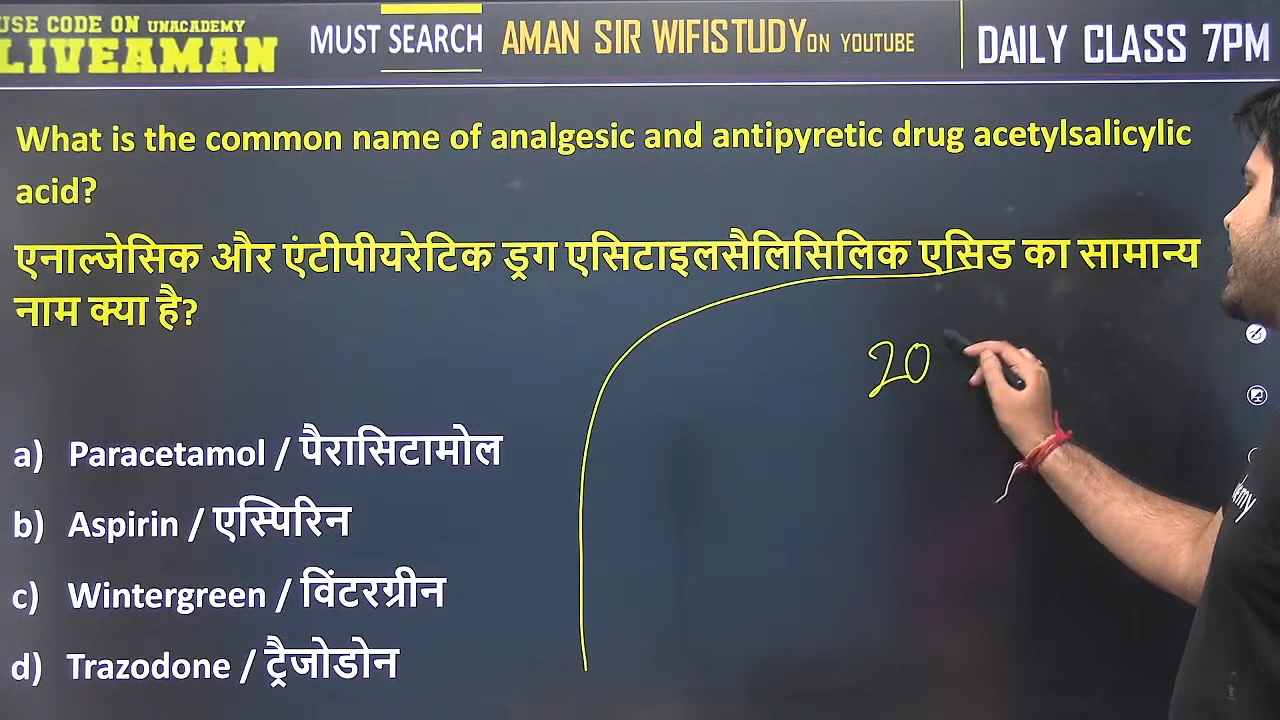 USE CODE ON UNACADEMY
LIVEAMAN
MUST SEARCH
AMAN SIR WIFISTUDY ON YOUTUBE
DAILY CLASS 7PM
What is the common name of analgesic and antipyretic drug acetylsalicylic
acid?
एनाल्जेसिक और एंटीपीयरेटिक ड्रग एसिटाइलसैलिसिलिक एसिड का सामान्य
नाम क्या है?
20
a) Paracetamol / पैरासिटामोल
b) Aspirin / एस्पिरिन
c) Wintergreen / विंटरग्रीन
d) Trazodone / ट्रैजोडोन